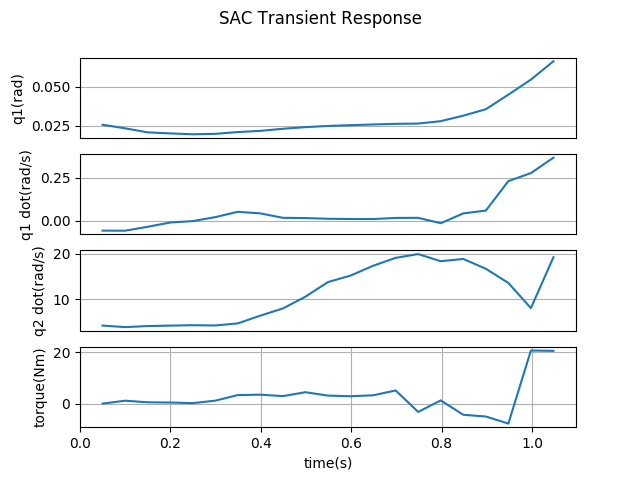 SAC Transient Response
q1(rad)
0.050
0.025
q1 dot(rad/s)
0.25
0.00
q2 dot(rad/s)
20
10
torque(Nm)
20
0
0.0 0.2 0.4 0.6 0.8 1.0
time(s)